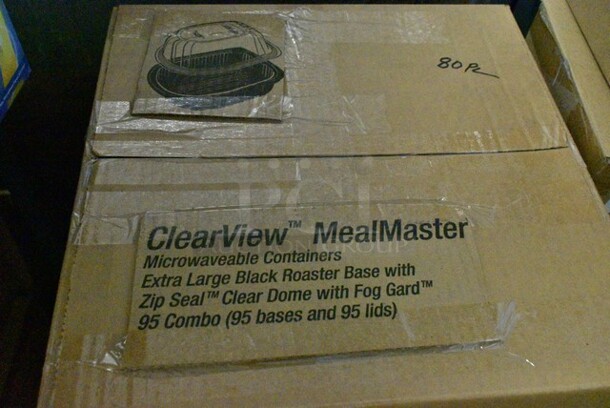 80 Pc
ClearView™ MealMaster
Microwaveable Containers
Extra Large Black Roaster Base with
Zip Seal™ Clear Dome with Fog Gard™
95 Combo (95 bases and 95 lids)